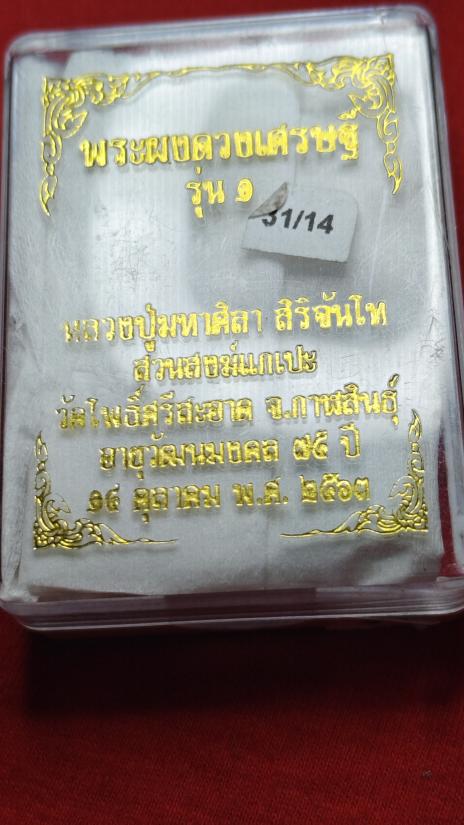 พระผงดวงเศรษฐี
รุ่น ๑
31/14
หลวงปู่มหาศิลา สิริจันโท
สวนสงฆ์แกเปะ
วัดโพธิ์ศรีสะอาด จ.กาฬสินธุ์
อายุวัฒนมงคล ๗๕ ปี
๑๔ ตุลาคม พ.ศ. ๒๕๖๓